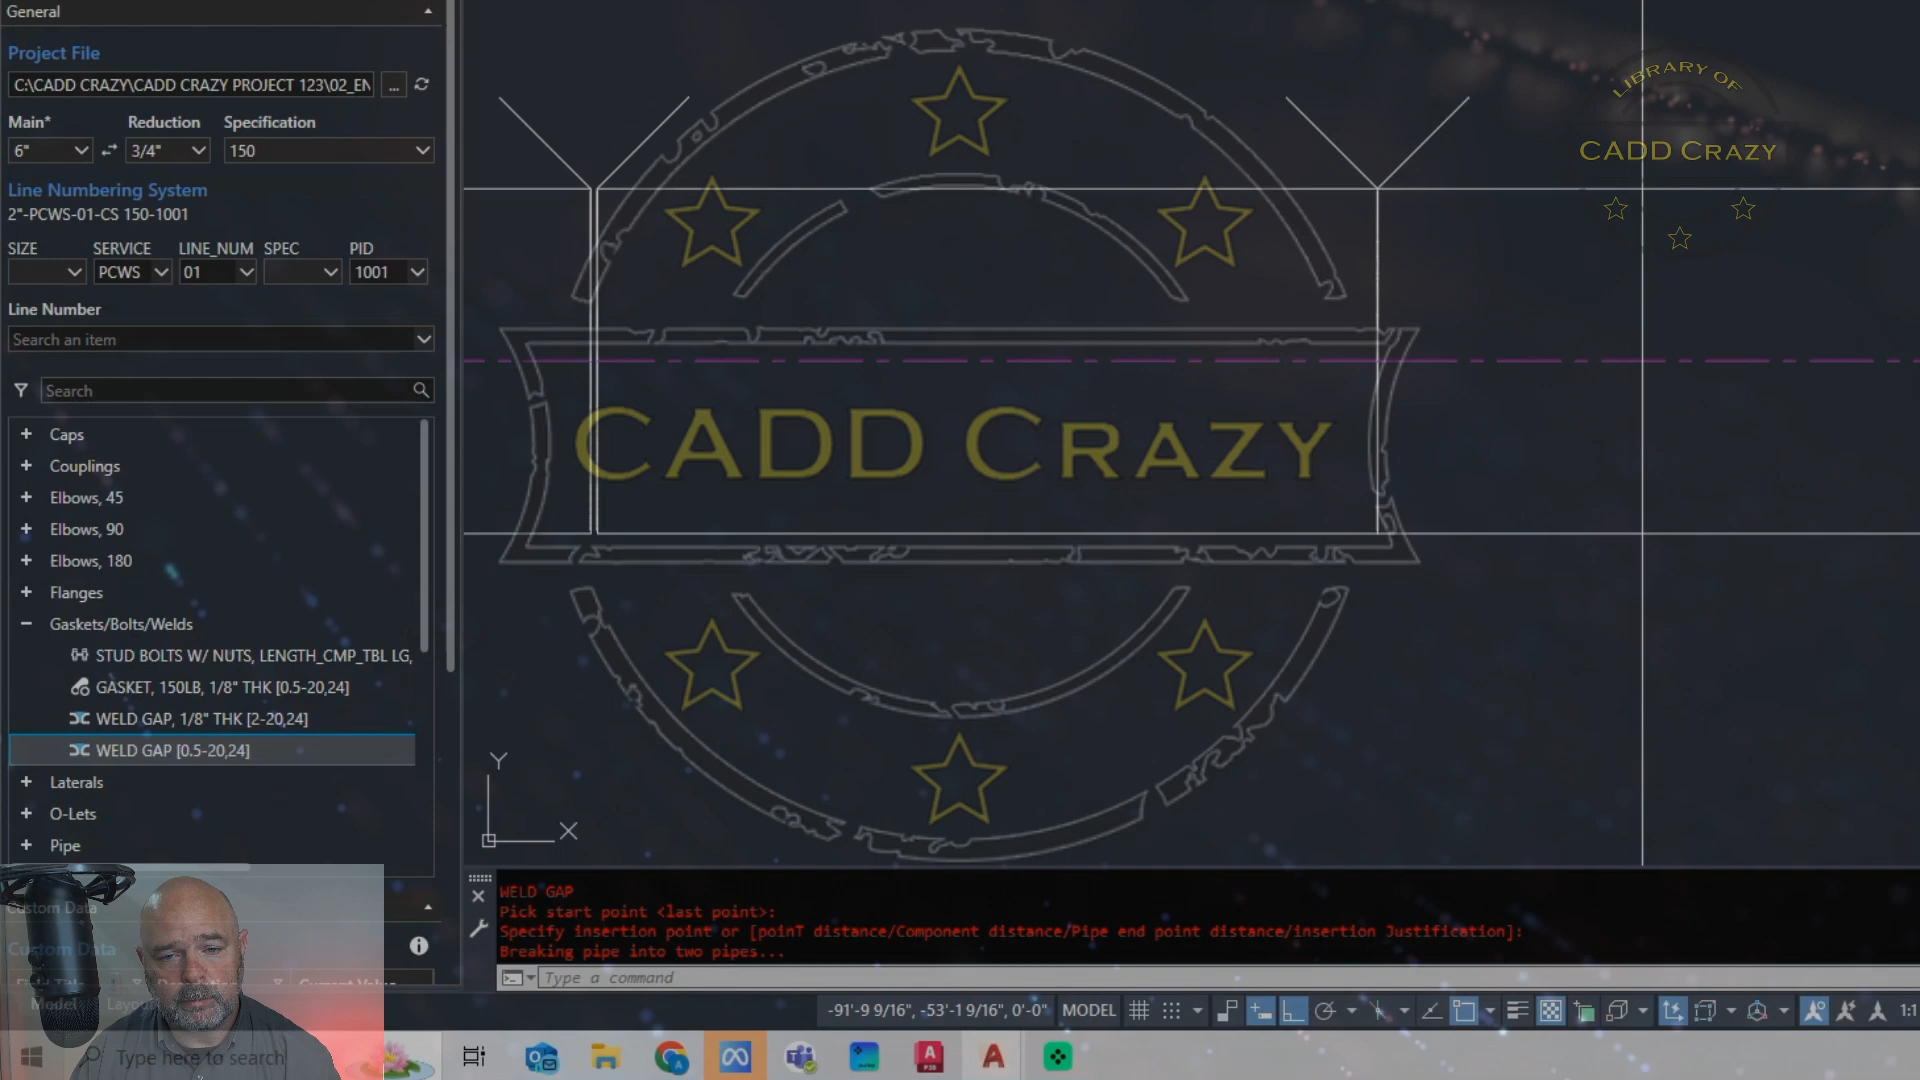 General
Project File
C:\CADD CRAZY\CADD CRAZY PROJECT 123\02_EN
...
Main* Reduction Specification
6" 3/4" 150
Line Numbering System
2"-PCWS-01-CS 150-1001
SIZE SERVICE LINE_NUM SPEC PID
PCWS 01 1001
Line Number
Search an item
Search
Caps
Couplings
Elbows, 45
Elbows, 90
Elbows, 180
Flanges
Gaskets/Bolts/Welds
STUD BOLTS W/ NUTS, LENGTH_CMP_TBL LG,
GASKET, 150LB, 1/8" THK [0.5-20,24]
WELD GAP, 1/8" THK [2-20,24]
WELD GAP [0.5-20,24]
Laterals
O-Lets
Pipe
Custom Data
Custom Data
Model Layou
CADD CRAZY
LIBRARY OF
CADD CRAZY
Y
X
WELD GAP
Pick start point <last point>:
Specify insertion point or [poinT distance/Component distance/Pipe end point distance/insertion Justification]:
Breaking pipe into two pipes...
Type a command
-91'-9 9/16", -53'-1 9/16", 0'-0" MODEL 1:1
Type here to search